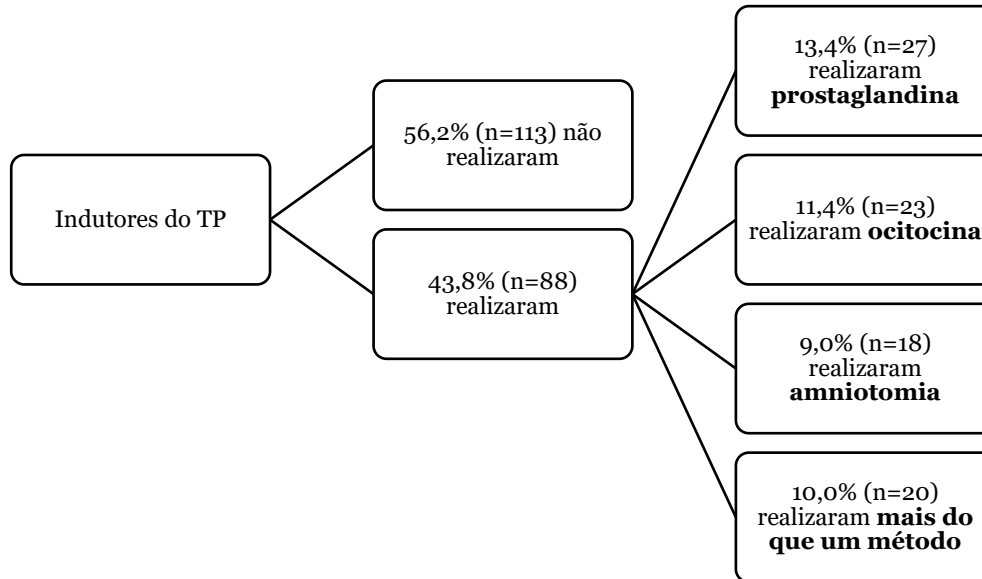 Indutores do TP
56,2% (n=113) não
realizaram
43,8% (n=88)
realizaram
13,4% (n=27)
realizaram
prostaglandina
11,4% (n=23)
realizaram ocitocina
9,0% (n=18)
realizaram
amniotomia
10,0% (n=20)
realizaram mais do
que um método